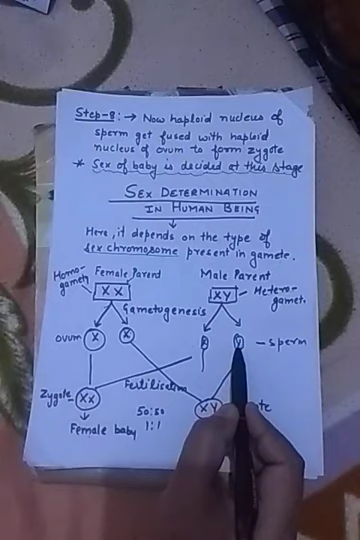 Step-8:→ Now haploid nucleus of
sperm get fused with haploid
nucleus of ovum to form zygote
* Sex of baby is decided at this stage
SEX DETERMINATION
IN HUMAN BEING
Here, it depends on the type of
sex chromosome present in gamete.
Homo-
gametic
Female Parent
Male Parent
XX
XY
Hetero-
gamet.
Gametogenesis
Ovum
X
X
X
Y
sperm
Fertilisation
Zygote
XX
50:50
1:1
XY
Female baby